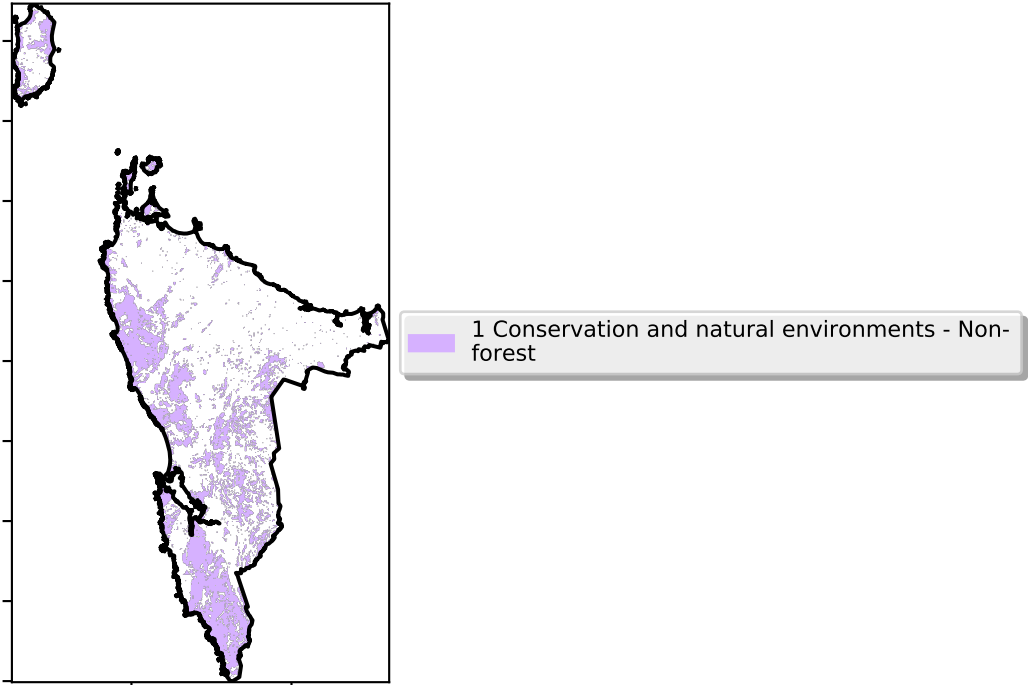 1 Conservation and natural environments - Non-
forest